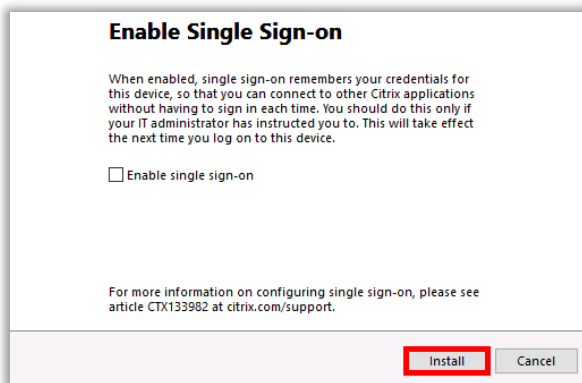 Enable Single Sign-on
When enabled, single sign-on remembers your credentials for
this device, so that you can connect to other Citrix applications
without having to sign in each time. You should do this only if
your IT administrator has instructed you to. This will take effect
the next time you log on to this device.
Enable single sign-on
For more information on configuring single sign-on, please see
article CTX133982 at citrix.com/support.
Install
Cancel